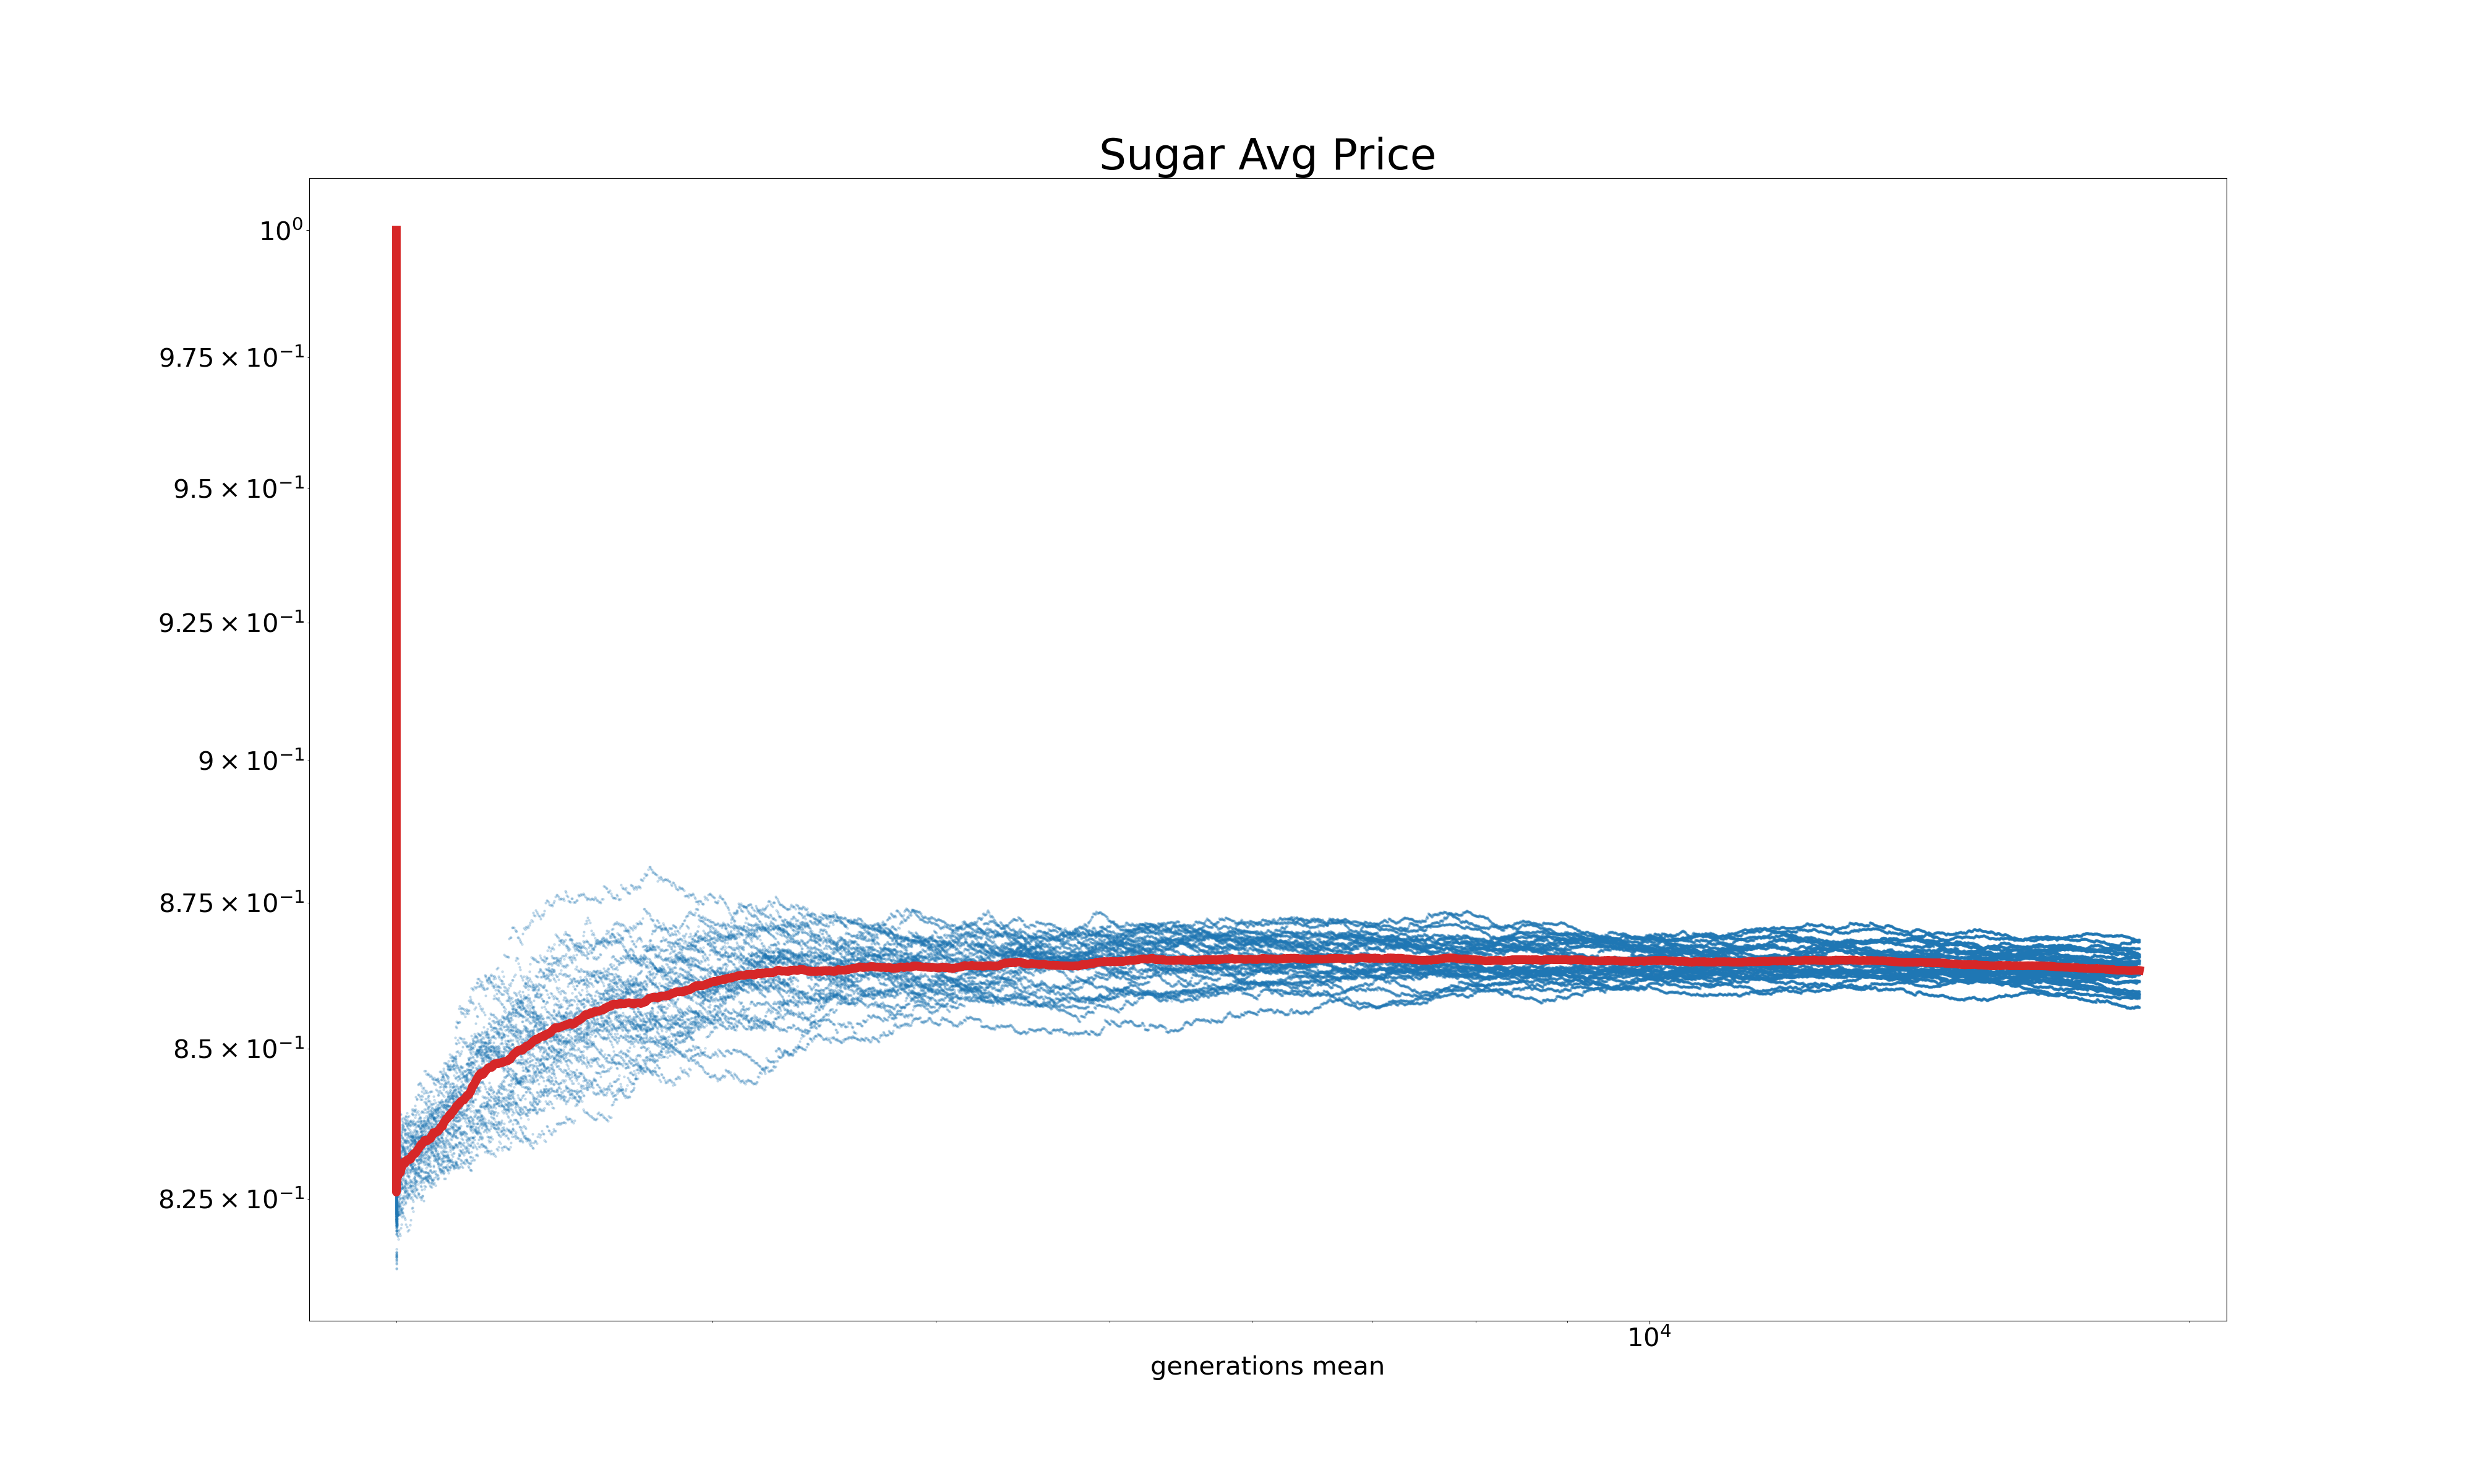 Sugar Avg Price
10⁰
9.75 × 10⁻¹
9.5 × 10⁻¹
9.25 × 10⁻¹
9 × 10⁻¹
8.75 × 10⁻¹
8.5 × 10⁻¹
8.25 × 10⁻¹
10⁴
generations mean